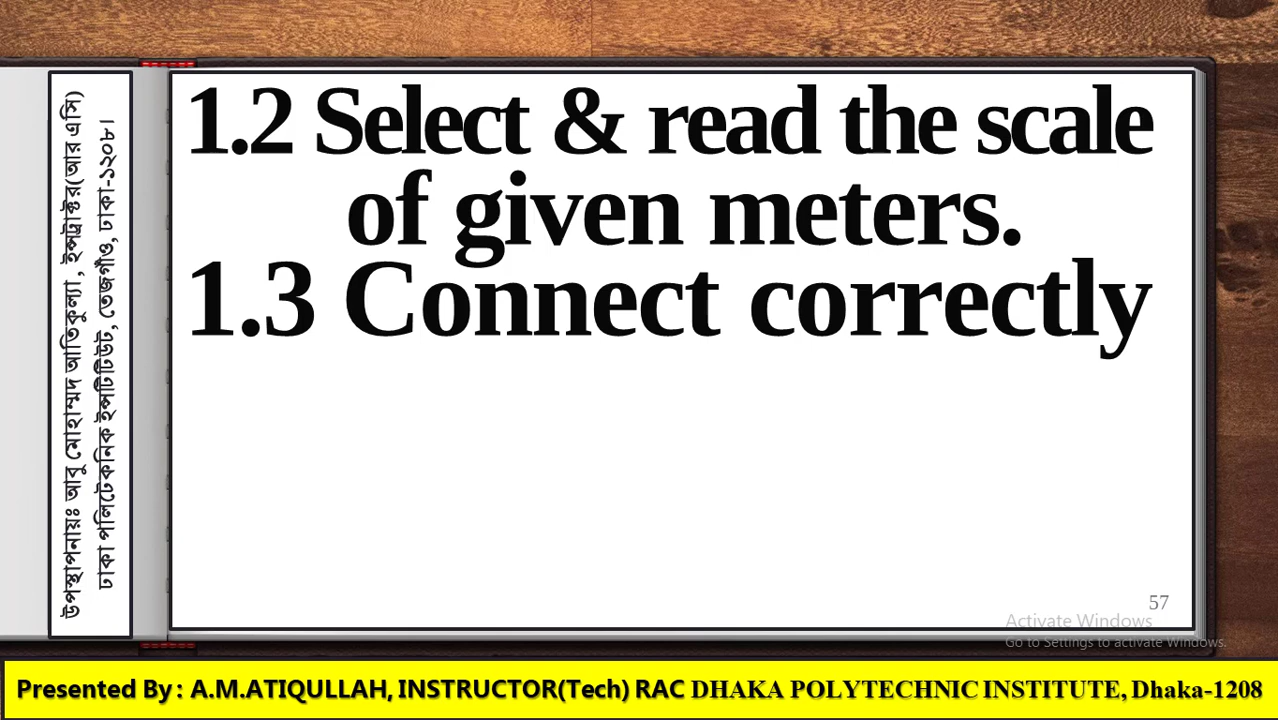 উপস্থাপনায়ঃ আবু মোহাম্মদ আতিকুল্যা, ইন্সট্রাক্টর(আর এসি)
ঢাকা পলিটেকনিক ইন্সটিটিউট, তেজগাঁও, ঢাকা-১২০৮।
1.2 Select & read the scale
of given meters.
1.3 Connect correctly
57
Activate Windows
Go to Settings to activate Windows.
Presented By : A.M.ATIQULLAH, INSTRUCTOR(Tech) RAC DHAKA POLYTECHNIC INSTITUTE, Dhaka-1208